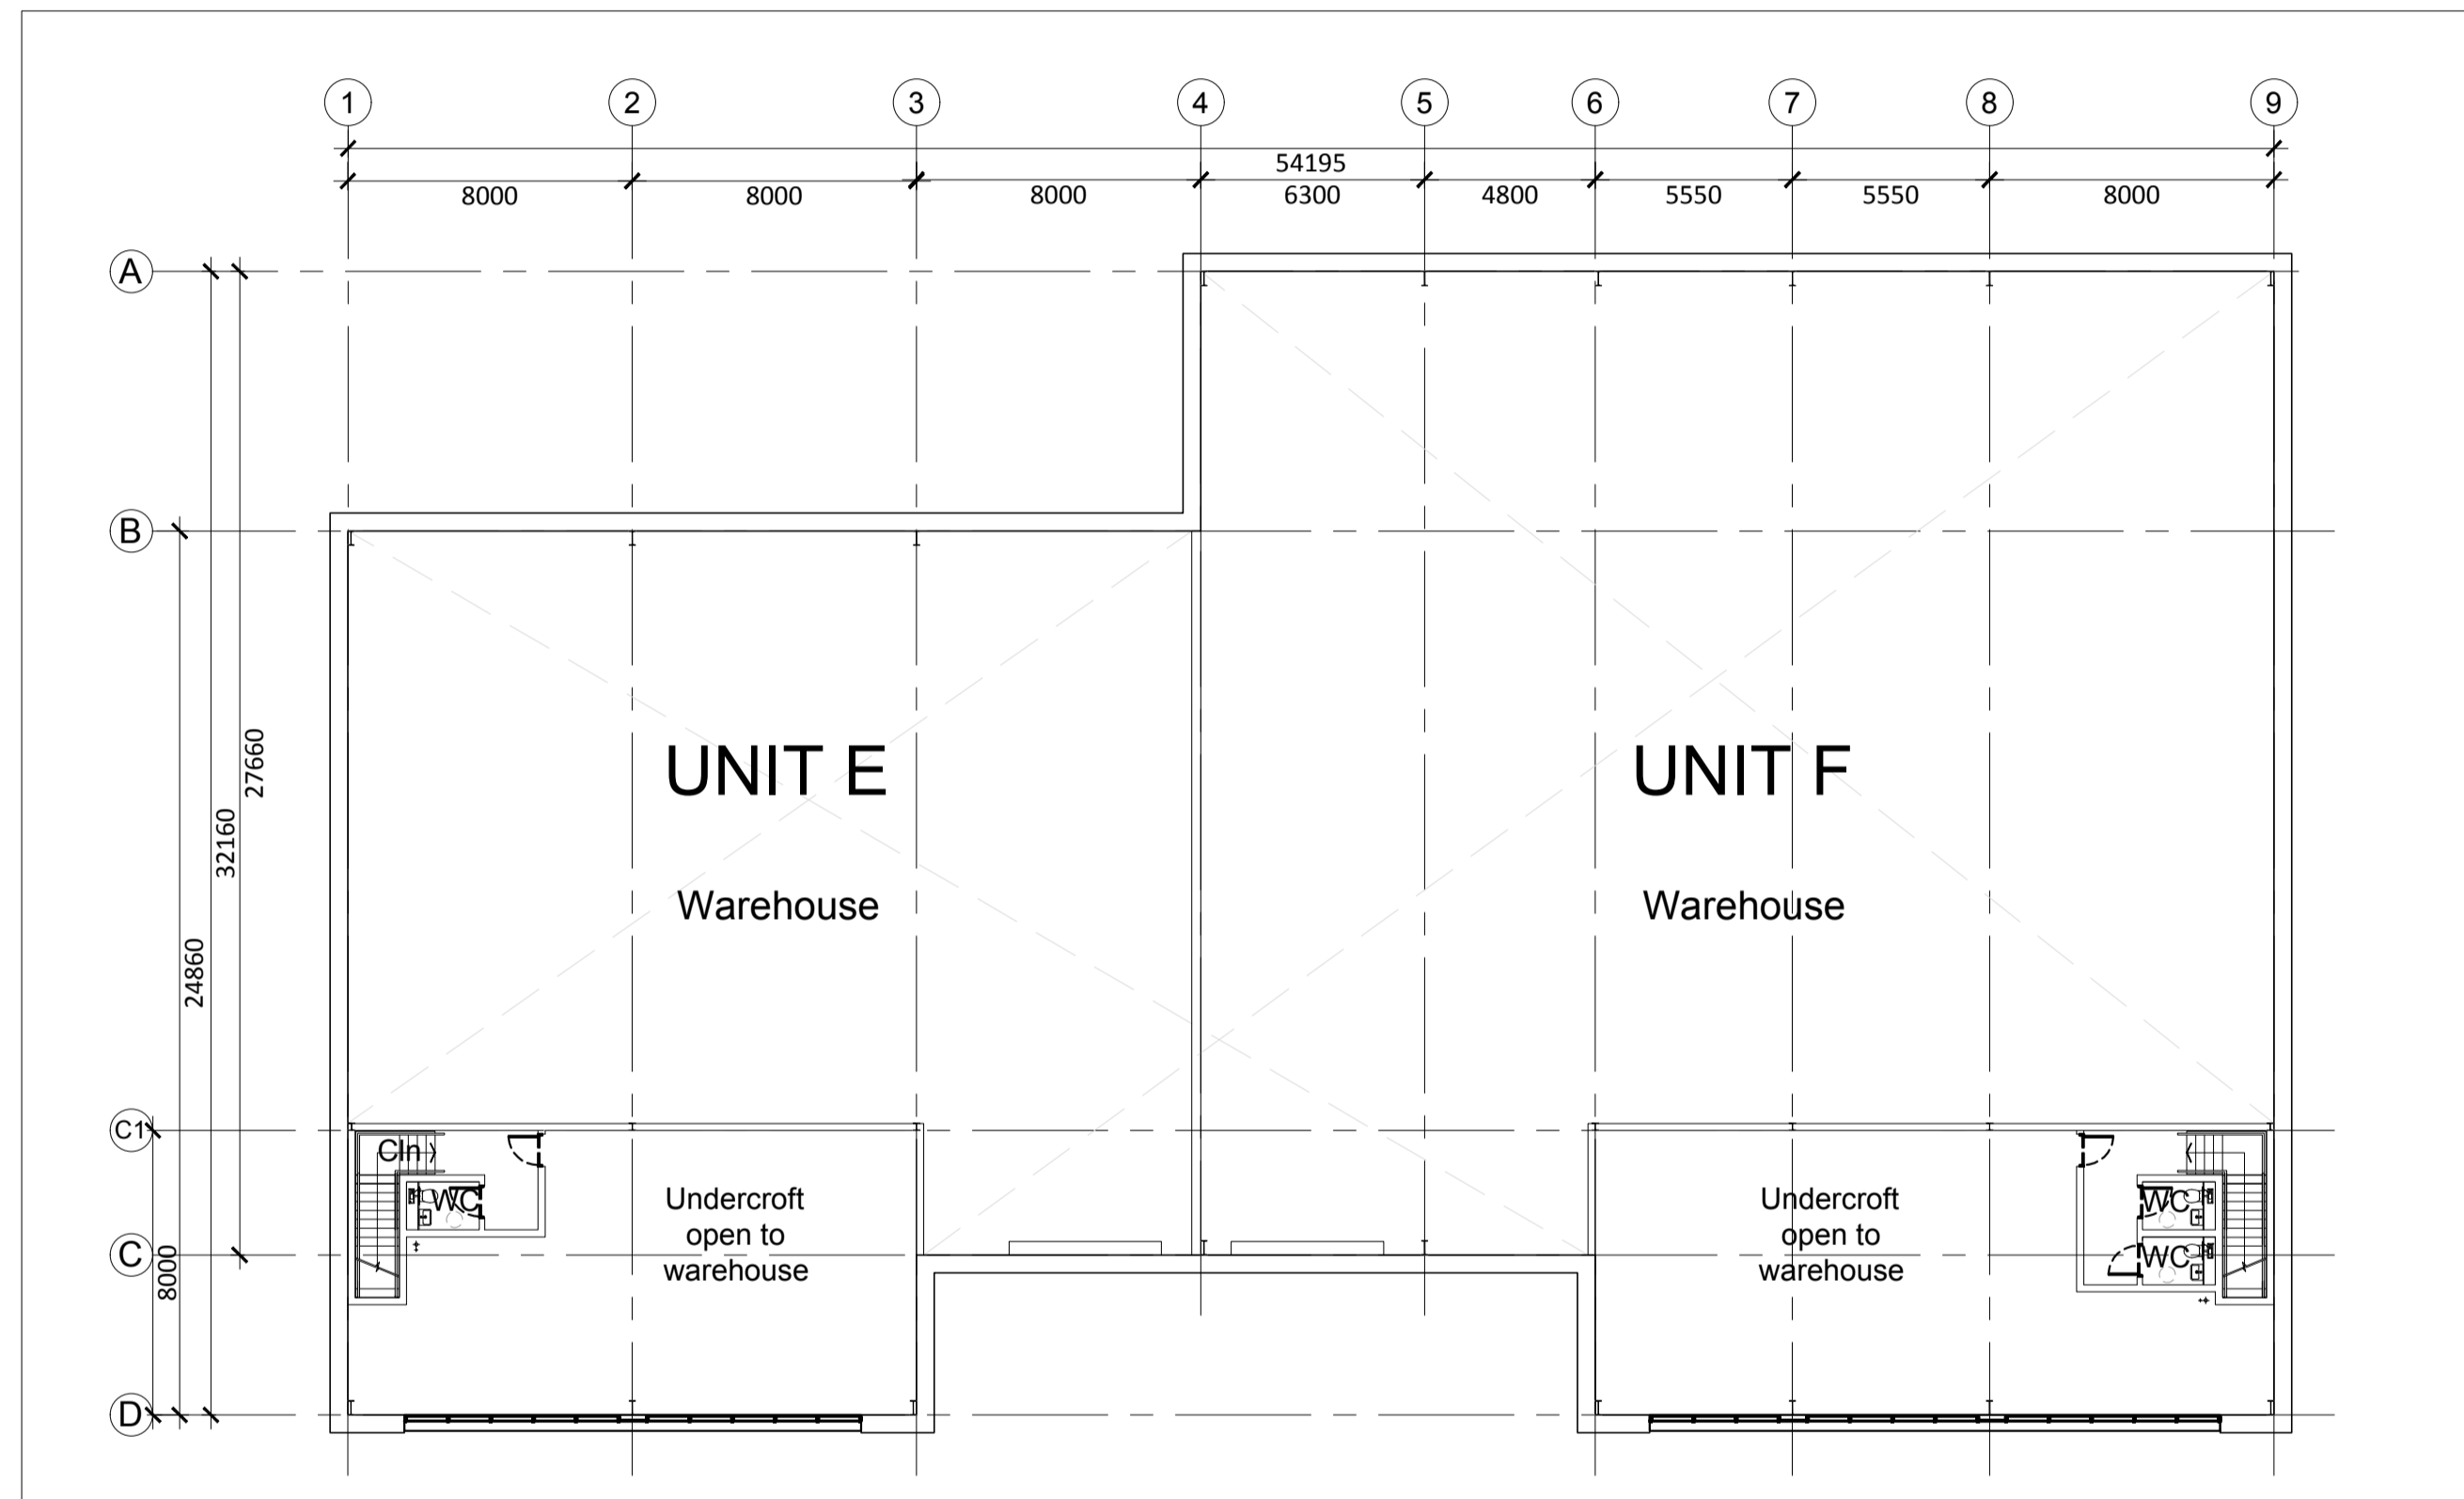 1 2 3 4 5 6 7 8 9
54195
8000 8000 8000 6300 4800 5550 5550 8000
A
B
27660
UNIT E UNIT F
32160
Warehouse Warehouse
24860
C1
Cln
WC WC
Undercroft Undercroft
open to open to
warehouse warehouse
C
WC
8000
D